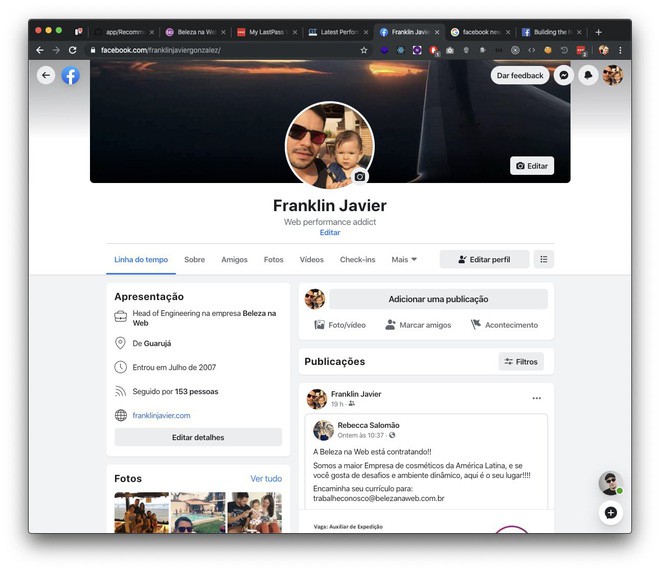 app/Recomm
Beleza na We
My LastPass
Latest Perfor
Franklin Javier
facebook nev
Building the
facebook.com/franklinjaviergonzalez/
Dar feedback
Editar
Franklin Javier
Web performance addict
Editar
Linha do tempo Sobre Amigos Fotos Vídeos Check-ins Mais Editar perfil
Apresentação
Head of Engineering na empresa Beleza na
Web
De Guarujá
Entrou em Julho de 2007
Seguido por 153 pessoas
franklinjavier.com
Editar detalhes
Fotos Ver tudo
Adicionar uma publicação
Foto/vídeo Marcar amigos Acontecimento
Publicações Filtros
Franklin Javier
19 h ·
Rebecca Salomão
Ontem às 10:37 ·
A Beleza na Web está contratando!!
Somos a maior Empresa de cosméticos da América Latina, e se
você gosta de desafios e ambiente dinâmico, aqui é o seu lugar!!!!
Encaminha seu currículo para:
trabalheconosco@belezanaweb.com.br
Vaga: Auxiliar de Expedição